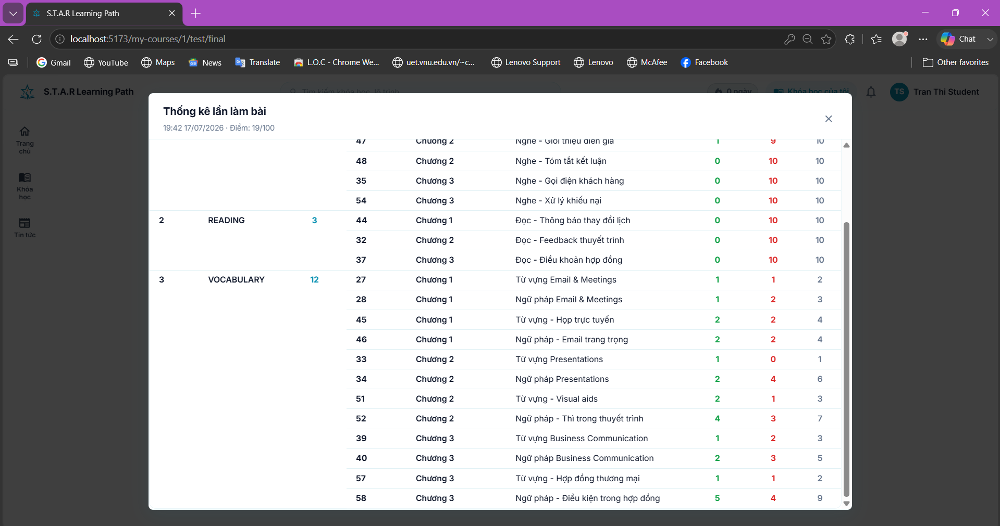 S.T.A.R Learning Path
localhost:5173/my-courses/1/test/final
Chat
Gmail
YouTube
Maps
News
Translate
L.O.C - Chrome We...
uet.vnu.edu.vn/~c...
Lenovo Support
Lenovo
McAfee
Facebook
Other favorites
S.T.A.R Learning Path
Tìm kiếm khóa học, lộ trình
0 ngày
Khóa học của tôi
TS
Tran Thi Student
Trang chủ
Khóa học
Tin tức
Thống kê lần làm bài
19:42 17/07/2026 · Điểm: 19/100
47 Chương 2 Nghe - Giới thiệu diễn giả 1 9 10
48 Chương 2 Nghe - Tóm tắt kết luận 0 10 10
35 Chương 3 Nghe - Gọi điện khách hàng 0 10 10
54 Chương 3 Nghe - Xử lý khiếu nại 0 10 10
2 READING 3 44 Chương 1 Đọc - Thông báo thay đổi lịch 0 10 10
32 Chương 2 Đọc - Feedback thuyết trình 0 10 10
37 Chương 3 Đọc - Điều khoản hợp đồng 0 10 10
3 VOCABULARY 12 27 Chương 1 Từ vựng Email & Meetings 1 1 2
28 Chương 1 Ngữ pháp Email & Meetings 1 2 3
45 Chương 1 Từ vựng - Họp trực tuyến 2 2 4
46 Chương 1 Ngữ pháp - Email trang trọng 2 2 4
33 Chương 2 Từ vựng Presentations 1 0 1
34 Chương 2 Ngữ pháp Presentations 2 4 6
51 Chương 2 Từ vựng - Visual aids 2 1 3
52 Chương 2 Ngữ pháp - Thì trong thuyết trình 4 3 7
39 Chương 3 Từ vựng Business Communication 1 2 3
40 Chương 3 Ngữ pháp Business Communication 2 3 5
57 Chương 3 Từ vựng - Hợp đồng thương mại 1 1 2
58 Chương 3 Ngữ pháp - Điều kiện trong hợp đồng 5 4 9